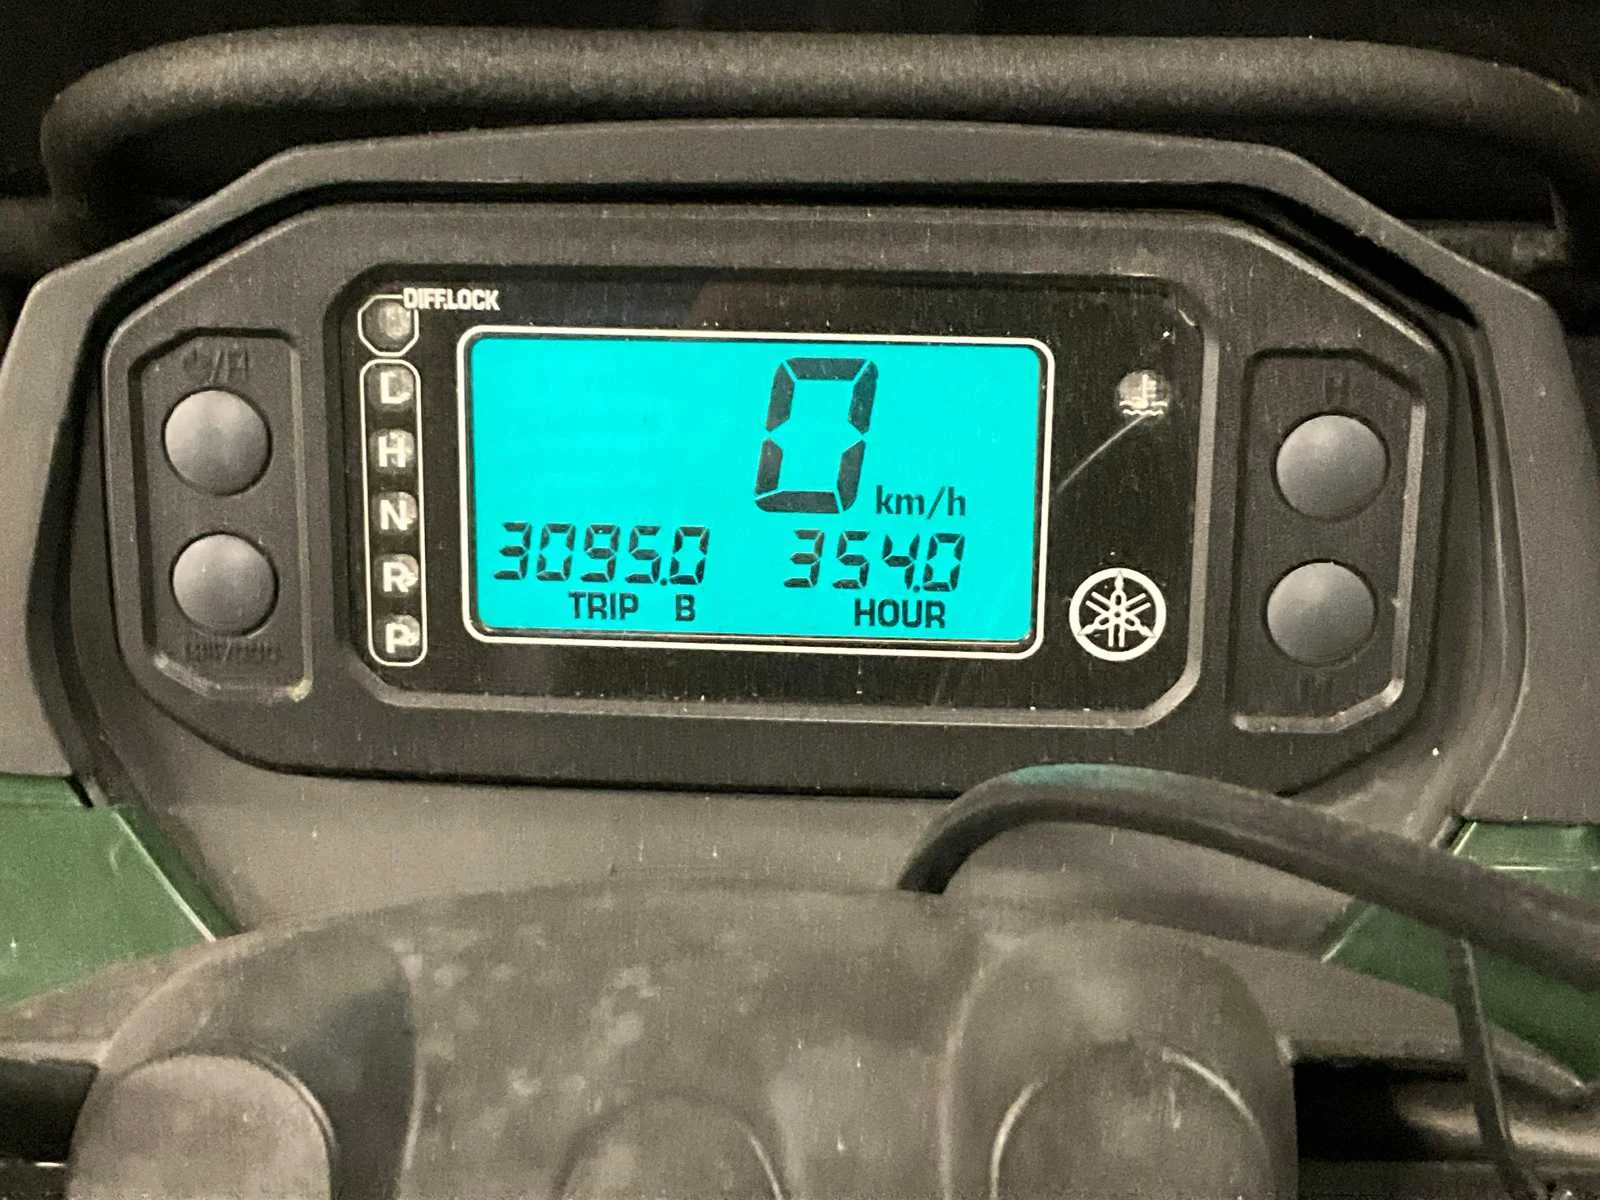 DIFF.LOCK
D
H
N
R
P
0 km/h
3095.0 354.0
TRIP B HOUR